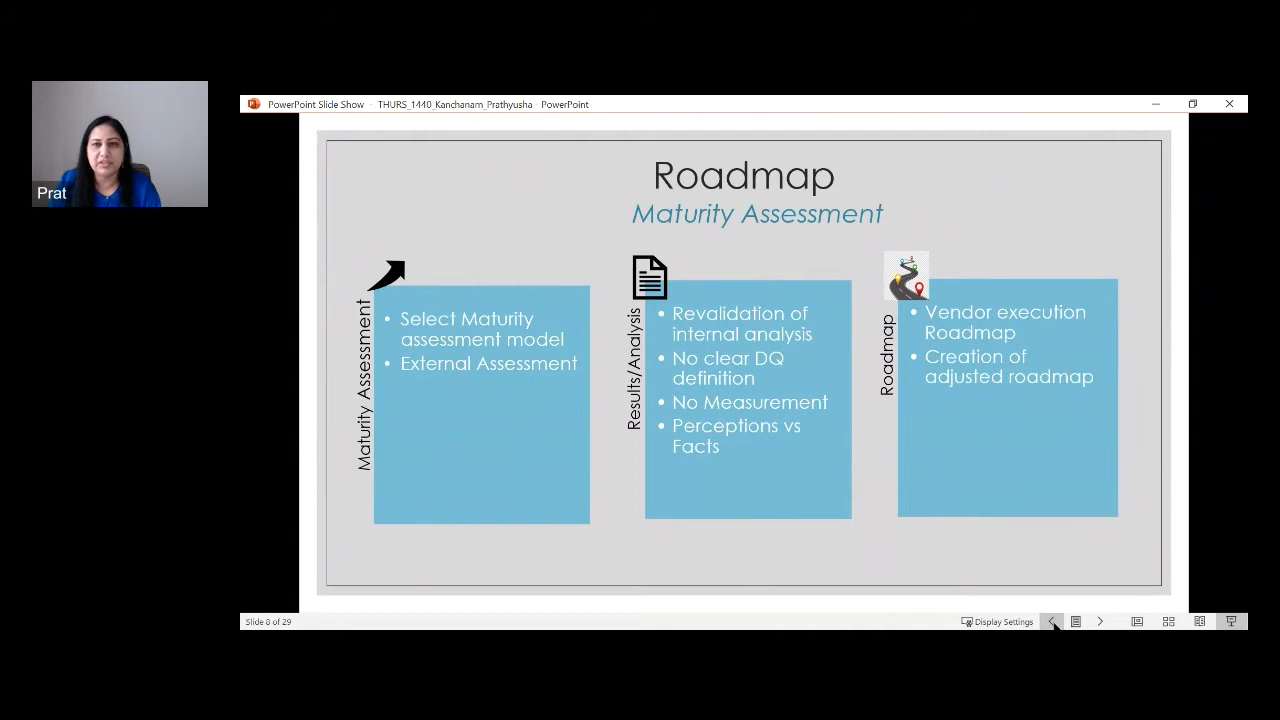 PowerPoint Slide Show - THURS_1440_Kanchanam_Prathyusha - PowerPoint
Prat
Roadmap
Maturity Assessment
Maturity Assessment
• Select Maturity
assessment model
• External Assessment
Results/Analysis
• Revalidation of
internal analysis
• No clear DQ
definition
• No Measurement
• Perceptions vs
Facts
Roadmap
• Vendor execution
Roadmap
• Creation of
adjusted roadmap
Slide 8 of 29
Display Settings